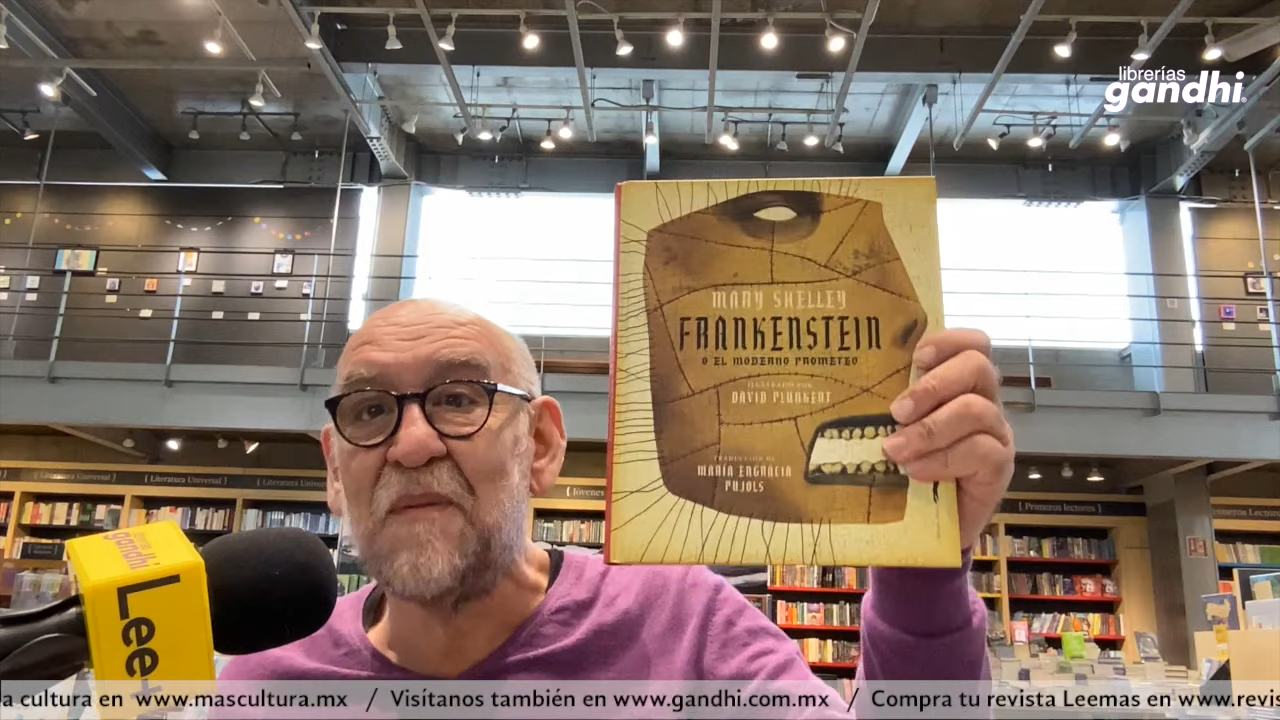 librerías
gandhi
MARY SHELLEY
FRANKENSTEIN
O EL MODERNO PROMETEO
ILUSTRADO POR
DAVID PLUNKERT
TRADUCCIÓN DE
MARÍA ENGRACIA
PUJOLS
[ Literatura Universal ]
[ Literatura Universal ]
[ Jóvenes
[ Primeros lectores ]
gandhi
Lee+
la cultura en www.mascultura.mx / Visítanos también en www.gandhi.com.mx / Compra tu revista Leemas en www.revi